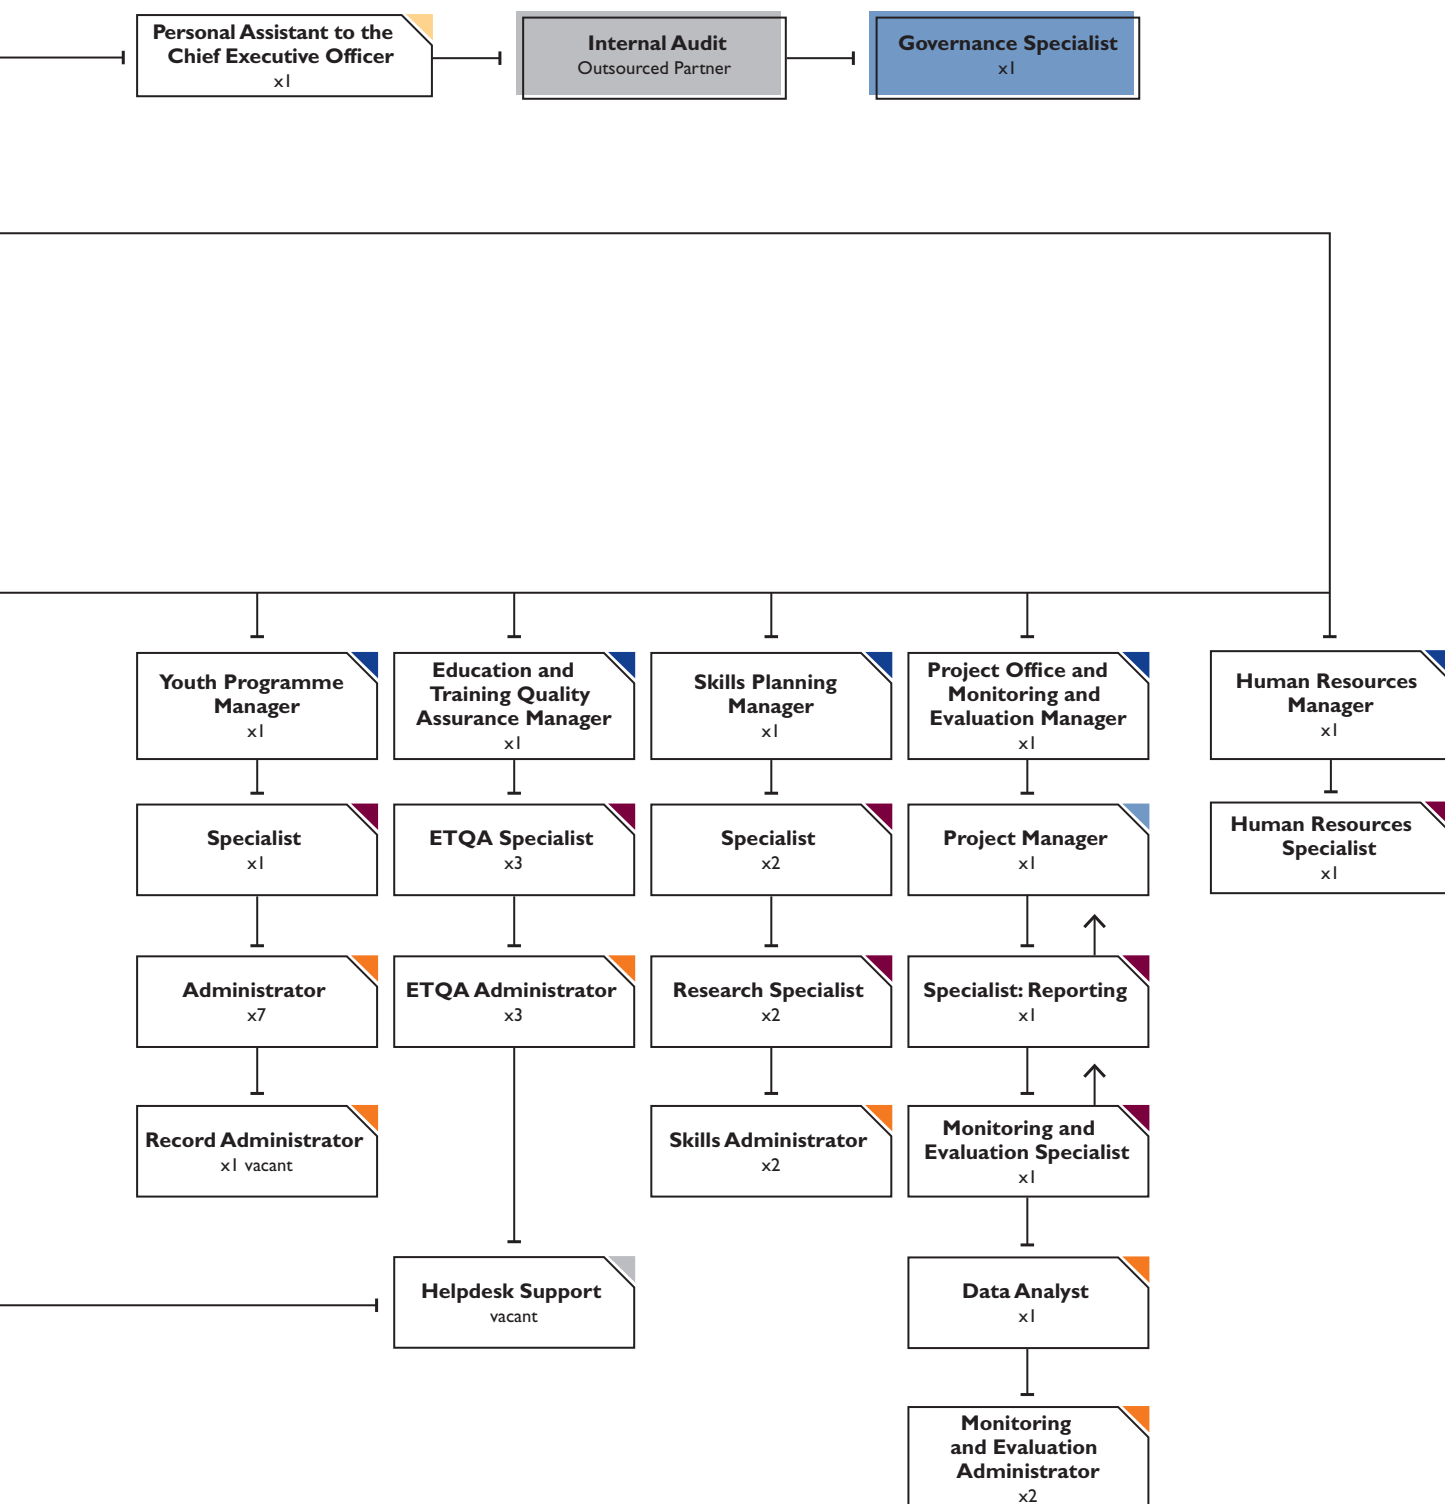 Personal Assistant to the
Chief Executive Officer
x1
Internal Audit
Outsourced Partner
Governance Specialist
x1
Youth Programme
Manager
x1
Education and
Training Quality
Assurance Manager
x1
Skills Planning
Manager
x1
Project Office and
Monitoring and
Evaluation Manager
x1
Human Resources
Manager
x1
Specialist
x1
ETQA Specialist
x3
Specialist
x2
Project Manager
x1
Human Resources
Specialist
x1
Administrator
x7
ETQA Administrator
x3
Research Specialist
x2
Specialist: Reporting
x1
Record Administrator
x1 vacant
Skills Administrator
x2
Monitoring and
Evaluation Specialist
x1
Helpdesk Support
vacant
Data Analyst
x1
Monitoring
and Evaluation
Administrator
x2